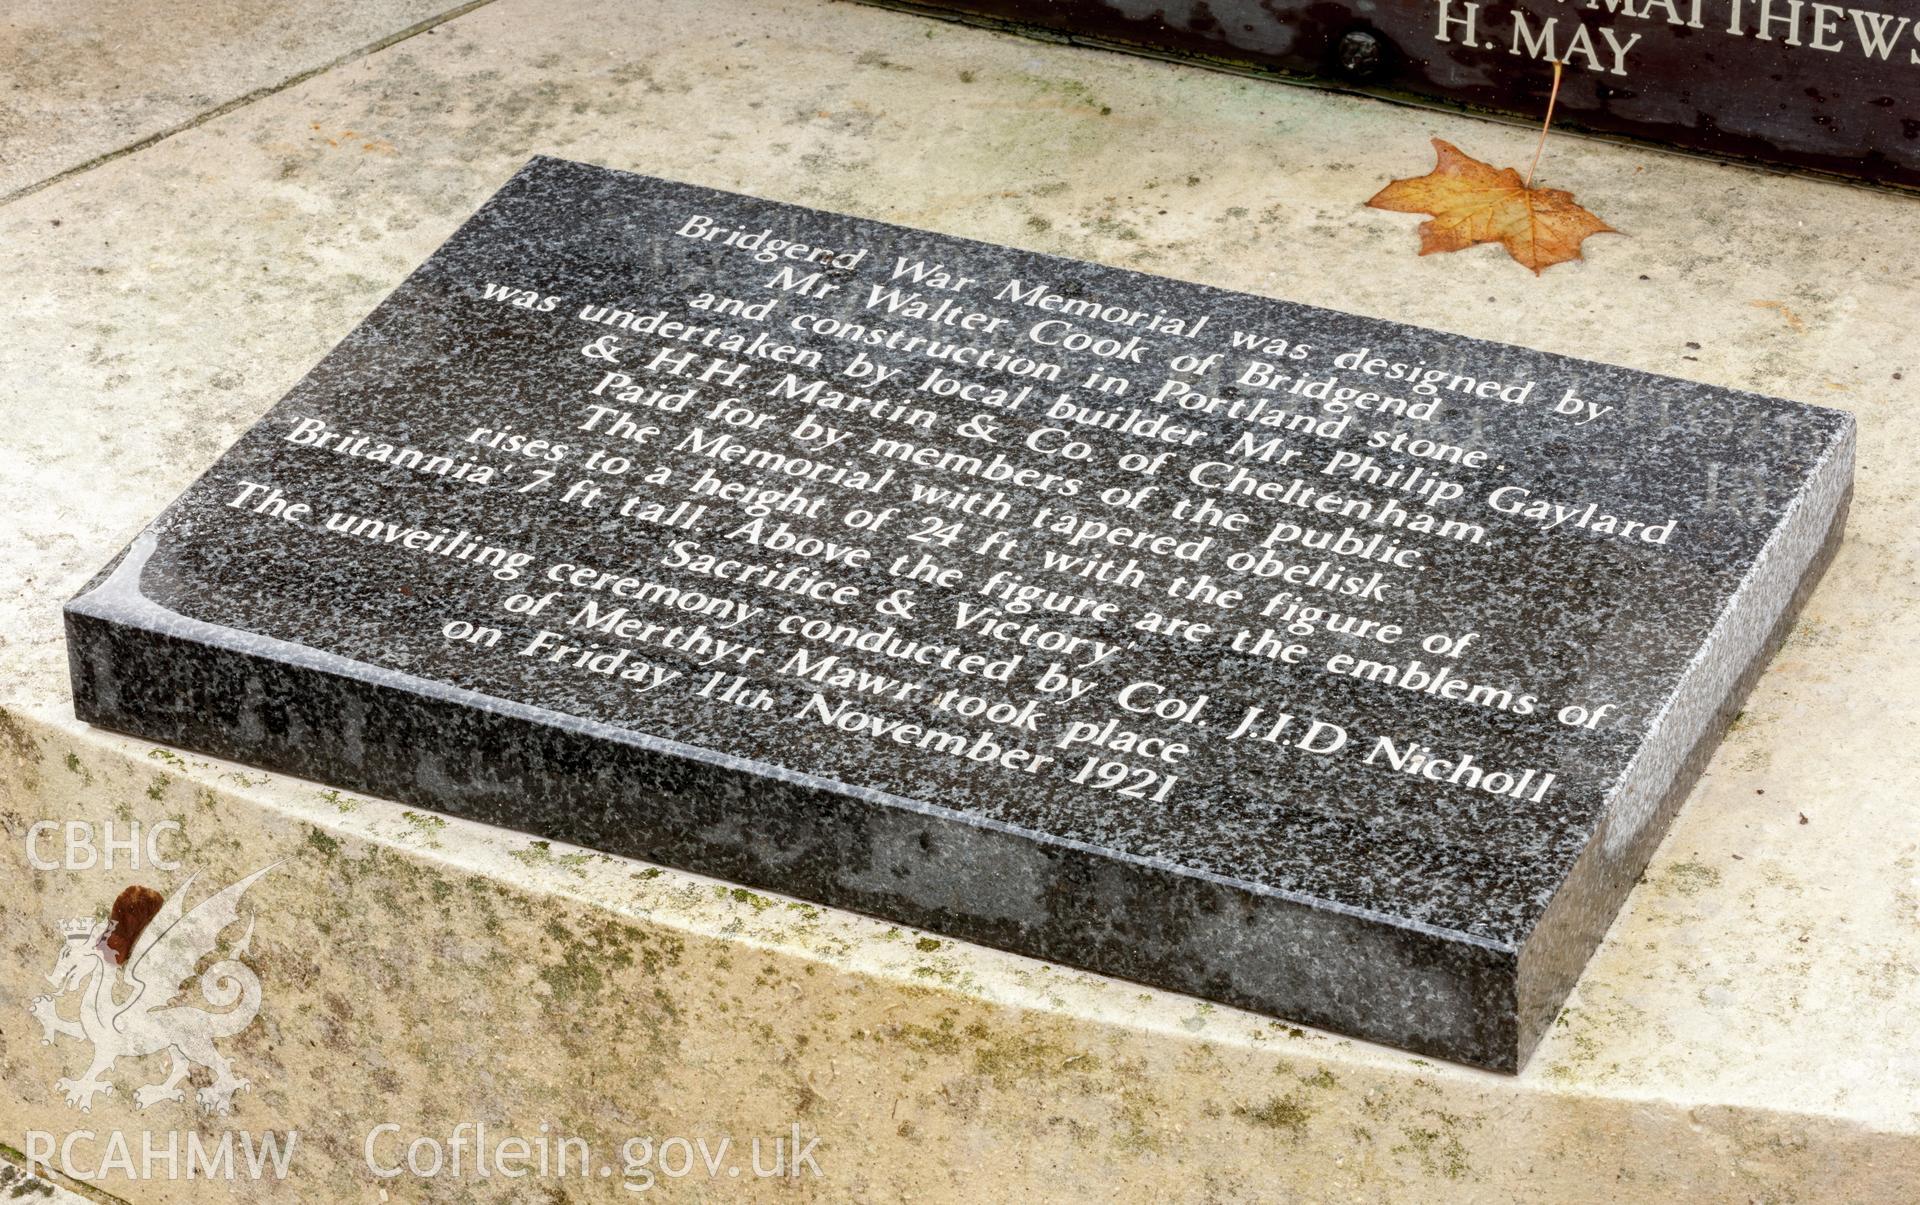 MATTHEWS
H. MAY
Bridgend War Memorial was designed by
Mr Walter Cook of Bridgend
and construction in Portland stone.
was undertaken by local builder Mr Philip Gaylard
& H.H. Martin & Co. of Cheltenham.
Paid for by members of the public.
The Memorial with tapered obelisk
rises to a height of 24 ft with the figure of
'Britannia' 7 ft tall. Above the figure are the emblems of
'Sacrifice & Victory'
The unveiling ceremony conducted by Col. J.I.D Nicholl
of Merthyr Mawr took place
on Friday 11th November 1921
CBHC
RCAHMW Coflein.gov.uk